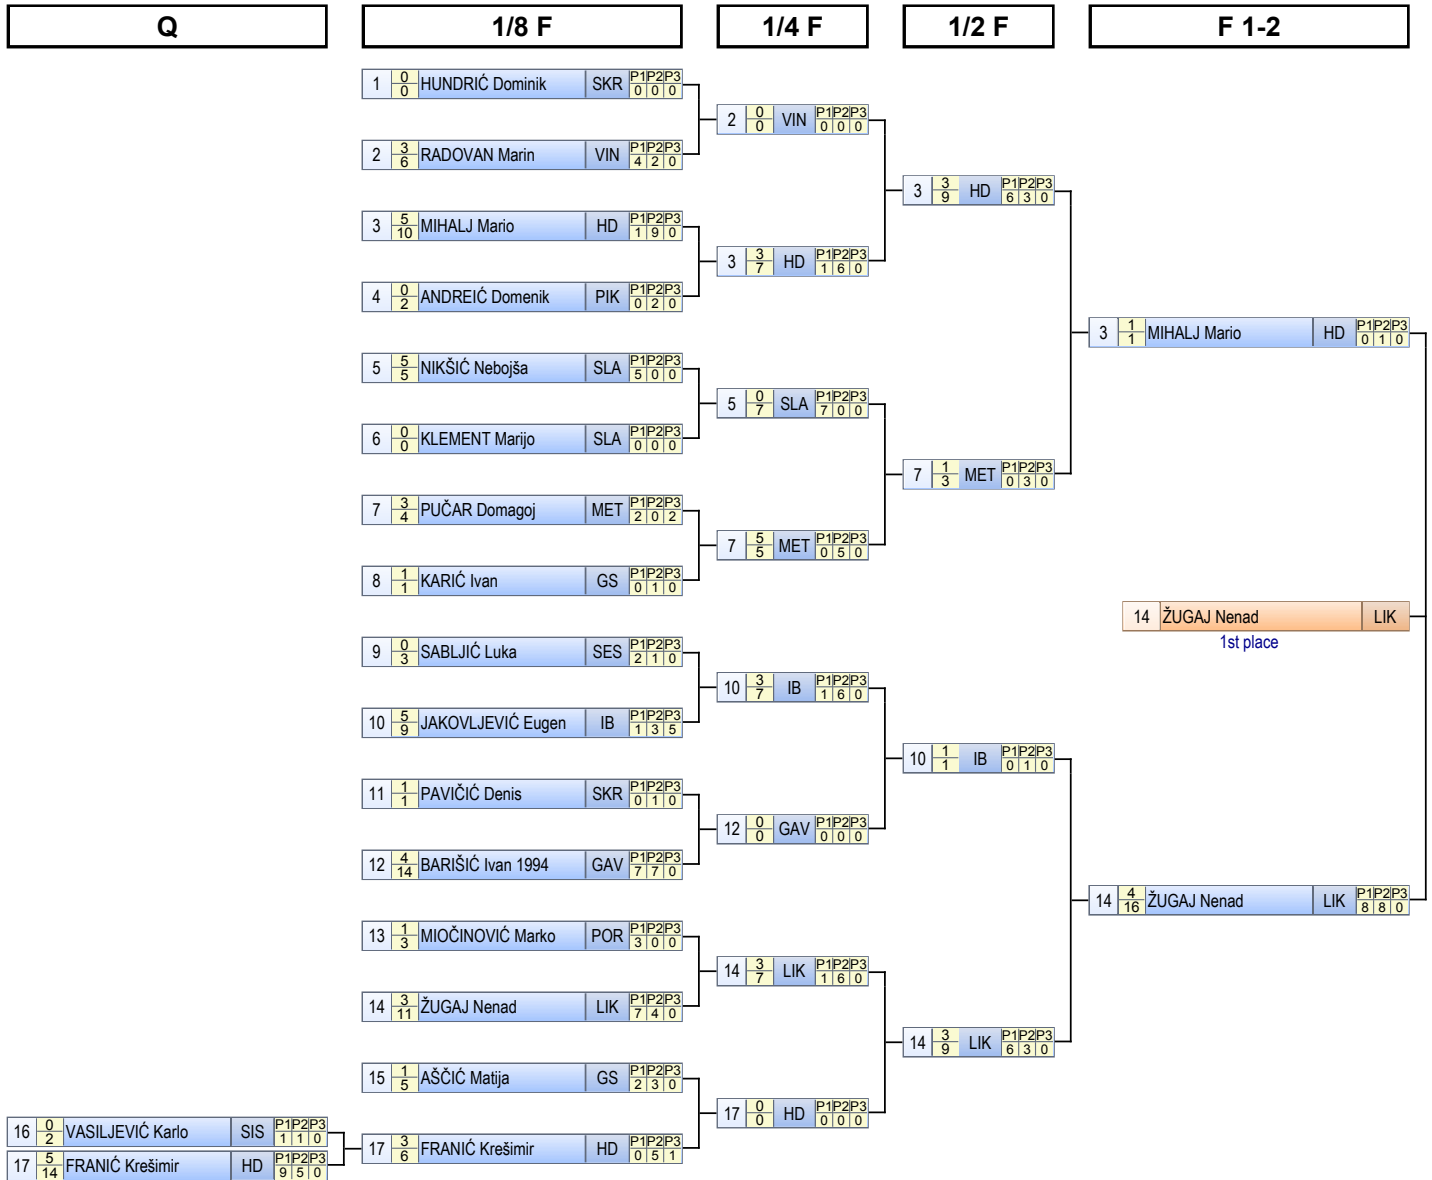 Q 1/8 F 1/4 F 1/2 F F 1-2
1 0 0 HUNDRIĆ Dominik SKR P1 P2 P3 0 0 0
2 3 6 RADOVAN Marin VIN P1 P2 P3 4 2 0
3 5 10 MIHALJ Mario HD P1 P2 P3 1 9 0
4 0 2 ANDREIĆ Domenik PIK P1 P2 P3 0 2 0
5 5 5 NIKŠIĆ Nebojša SLA P1 P2 P3 5 0 0
6 0 0 KLEMENT Marijo SLA P1 P2 P3 0 0 0
7 3 4 PUČAR Domagoj MET P1 P2 P3 2 0 2
8 1 1 KARIĆ Ivan GS P1 P2 P3 0 1 0
9 0 3 SABLJIĆ Luka SES P1 P2 P3 2 1 0
10 5 9 JAKOVLJEVIĆ Eugen IB P1 P2 P3 1 3 5
11 1 1 PAVIČIĆ Denis SKR P1 P2 P3 0 1 0
12 4 14 BARIŠIĆ Ivan 1994 GAV P1 P2 P3 7 7 0
13 1 3 MIOČINOVIĆ Marko POR P1 P2 P3 3 0 0
14 3 11 ŽUGAJ Nenad LIK P1 P2 P3 7 4 0
15 1 5 AŠČIĆ Matija GS P1 P2 P3 2 3 0
16 0 2 VASILJEVIĆ Karlo SIS P1 P2 P3 1 1 0
17 5 14 FRANIĆ Krešimir HD P1 P2 P3 9 5 0
17 3 6 FRANIĆ Krešimir HD P1 P2 P3 0 5 1
2 0 0 VIN P1 P2 P3 0 0 0
3 3 7 HD P1 P2 P3 1 6 0
5 0 7 SLA P1 P2 P3 7 0 0
7 5 5 MET P1 P2 P3 0 5 0
10 3 7 IB P1 P2 P3 1 6 0
12 0 0 GAV P1 P2 P3 0 0 0
14 3 7 LIK P1 P2 P3 1 6 0
17 0 0 HD P1 P2 P3 0 0 0
3 3 9 HD P1 P2 P3 6 3 0
7 1 3 MET P1 P2 P3 0 3 0
10 1 1 IB P1 P2 P3 0 1 0
14 3 9 LIK P1 P2 P3 6 3 0
3 1 1 MIHALJ Mario HD P1 P2 P3 0 1 0
14 ŽUGAJ Nenad LIK
1st place
14 4 16 ŽUGAJ Nenad LIK P1 P2 P3 8 8 0